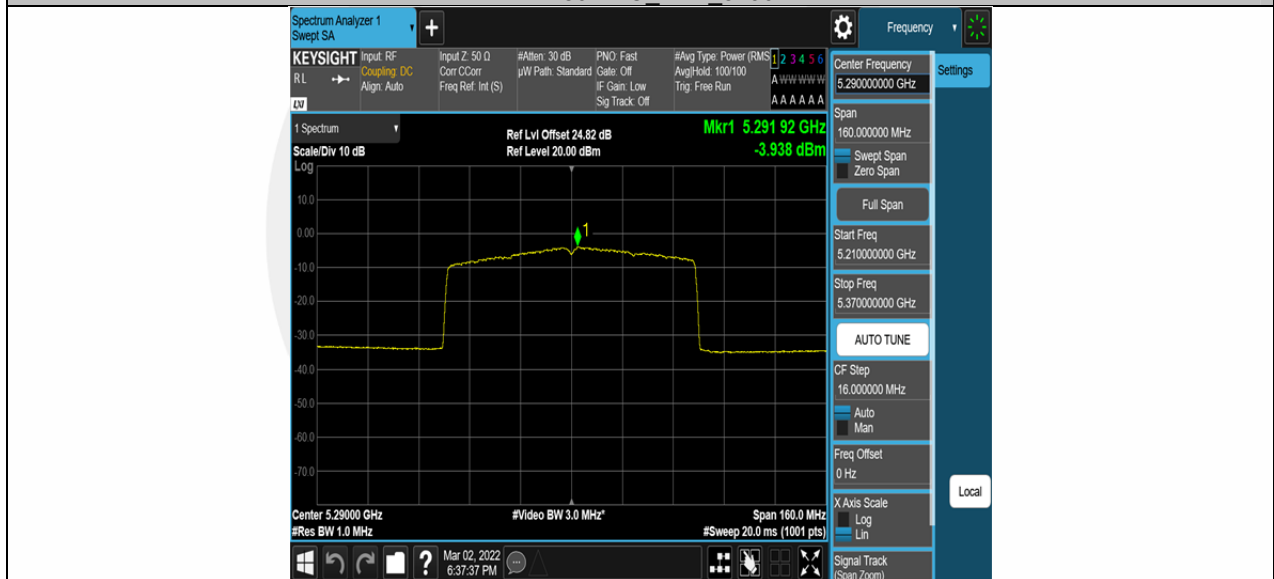 Spectrum Analyzer 1
Swept SA
+
Frequency
KEYSIGHT
Input: RF
Input Z: 50 Ω
#Atten: 30 dB
PNO: Fast
#Avg Type: Power (RMS
1 2 3 4 5 6
RL
Coupling: DC
Corr CCorr
µW Path: Standard
Gate: Off
Avg|Hold: 100/100
A W W W W W
Align: Auto
Freq Ref: Int (S)
IF Gain: Low
Trig: Free Run
Sig Track: Off
A A A A A A
LXI
Center Frequency
5.290000000 GHz
Settings
Span
160.000000 MHz
Swept Span
Zero Span
Full Span
Start Freq
5.210000000 GHz
Stop Freq
5.370000000 GHz
AUTO TUNE
CF Step
16.000000 MHz
Auto
Man
Freq Offset
0 Hz
X Axis Scale
Log
Lin
Local
Signal Track
(Span Zoom)
1 Spectrum
Ref Lvl Offset 24.82 dB
Mkr1 5.291 92 GHz
Scale/Div 10 dB
Ref Level 20.00 dBm
-3.938 dBm
Log
10.0
0.00
1
-10.0
-20.0
-30.0
-40.0
-50.0
-60.0
-70.0
Center 5.29000 GHz
#Video BW 3.0 MHz*
Span 160.0 MHz
#Res BW 1.0 MHz
#Sweep 20.0 ms (1001 pts)
?
Mar 02, 2022
6:37:37 PM